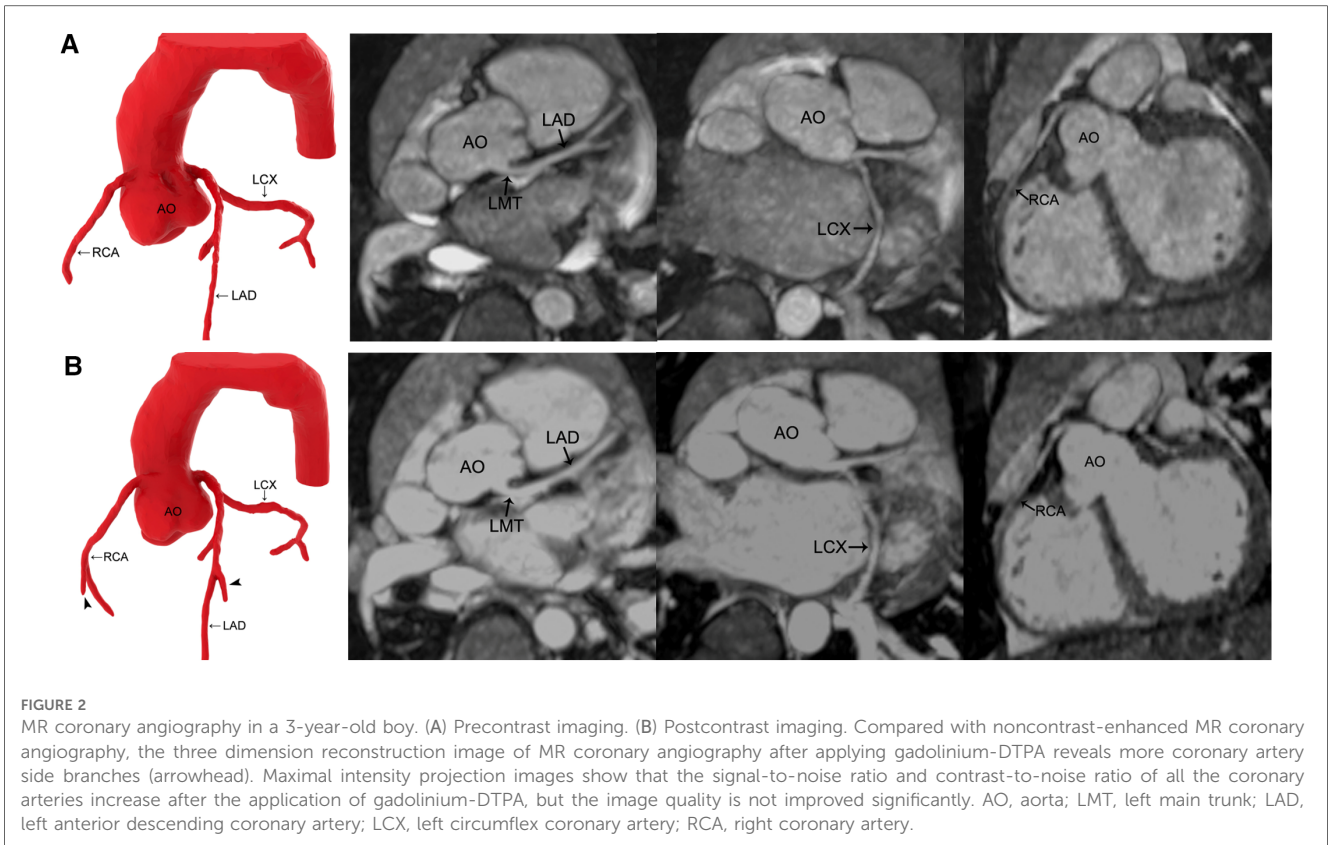 A
LCX
AO
←RCA
←LAD
AO
LAD
LMT
AO
LCX
AO
RCA
B
LCX
AO
←RCA
←LAD
AO
LAD
LMT
AO
LCX
AO
RCA
FIGURE 2
MR coronary angiography in a 3-year-old boy. (A) Precontrast imaging. (B) Postcontrast imaging. Compared with noncontrast-enhanced MR coronary
angiography, the three dimension reconstruction image of MR coronary angiography after applying gadolinium-DTPA reveals more coronary artery
side branches (arrowhead). Maximal intensity projection images show that the signal-to-noise ratio and contrast-to-noise ratio of all the coronary
arteries increase after the application of gadolinium-DTPA, but the image quality is not improved significantly. AO, aorta; LMT, left main trunk; LAD,
left anterior descending coronary artery; LCX, left circumflex coronary artery; RCA, right coronary artery.